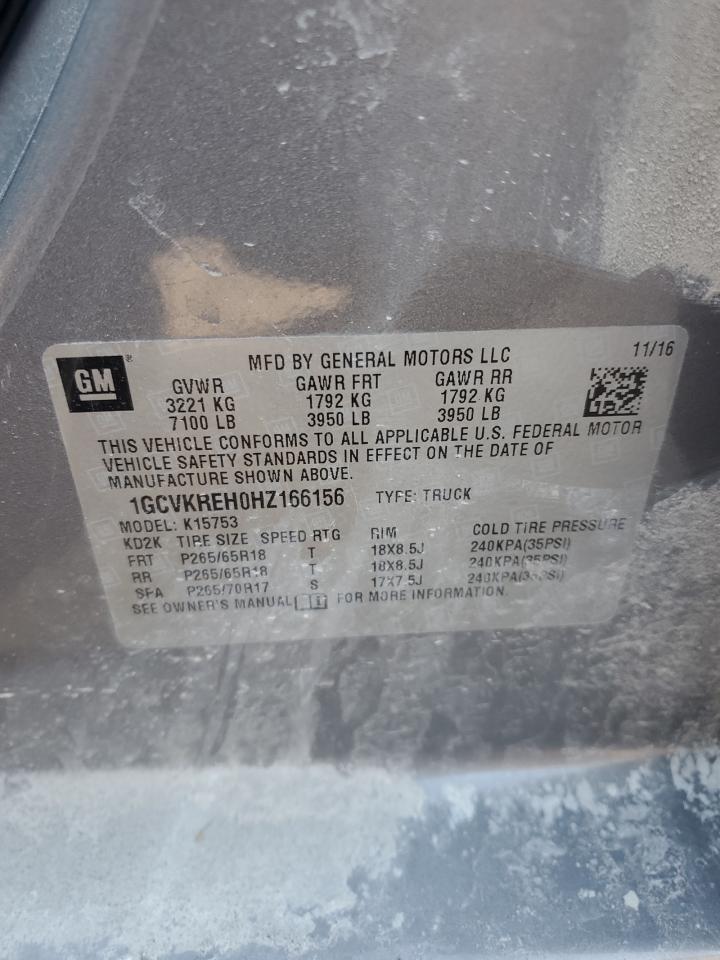 GM ®
MFD BY GENERAL MOTORS LLC 11/16
GVWR GAWR FRT GAWR RR
3221 KG 1792 KG 1792 KG
7100 LB 3950 LB 3950 LB
THIS VEHICLE CONFORMS TO ALL APPLICABLE U.S. FEDERAL MOTOR
VEHICLE SAFETY STANDARDS IN EFFECT ON THE DATE OF
MANUFACTURE SHOWN ABOVE.
1GCVKREH0HZ166156 TYPE: TRUCK
MODEL: K15753
KD2K TIRE SIZE SPEED RTG RIM COLD TIRE PRESSURE
FRT P265/65R18 T 18X8.5J 240KPA(35PSI)
RR P265/65R18 T 18X8.5J 240KPA(35PSI)
SPA P265/70R17 S 17X7.5J 240KPA(35PSI)
SEE OWNER'S MANUAL FOR MORE INFORMATION.